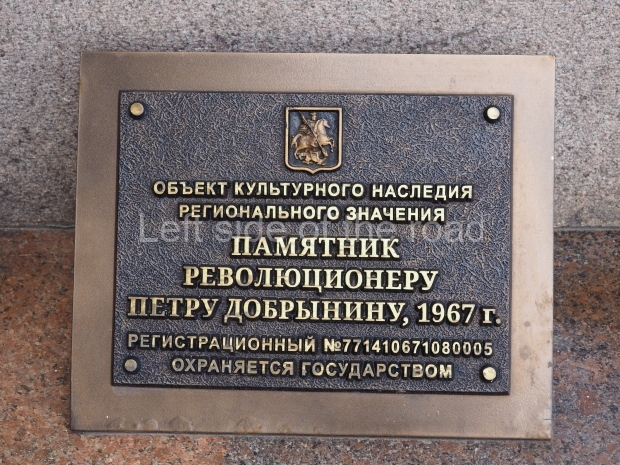 ОБЪЕКТ КУЛЬТУРНОГО НАСЛЕДИЯ
РЕГИОНАЛЬНОГО ЗНАЧЕНИЯ
Left side of the road
ПАМЯТНИК
РЕВОЛЮЦИОНЕРУ
ПЕТРУ ДОБРЫНИНУ, 1967 г.
РЕГИСТРАЦИОННЫЙ №771410671080005
ОХРАНЯЕТСЯ ГОСУДАРСТВОМ